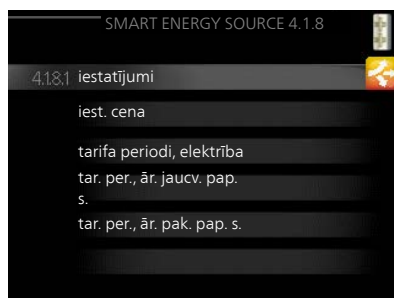 SMART ENERGY SOURCE 4.1.8
4.1.8.1 iestatījumi
iest. cena
tarifa periodi, elektrība
tar. per., ār. jaucv. pap.
s.
tar. per., ār. pak. pap. s.